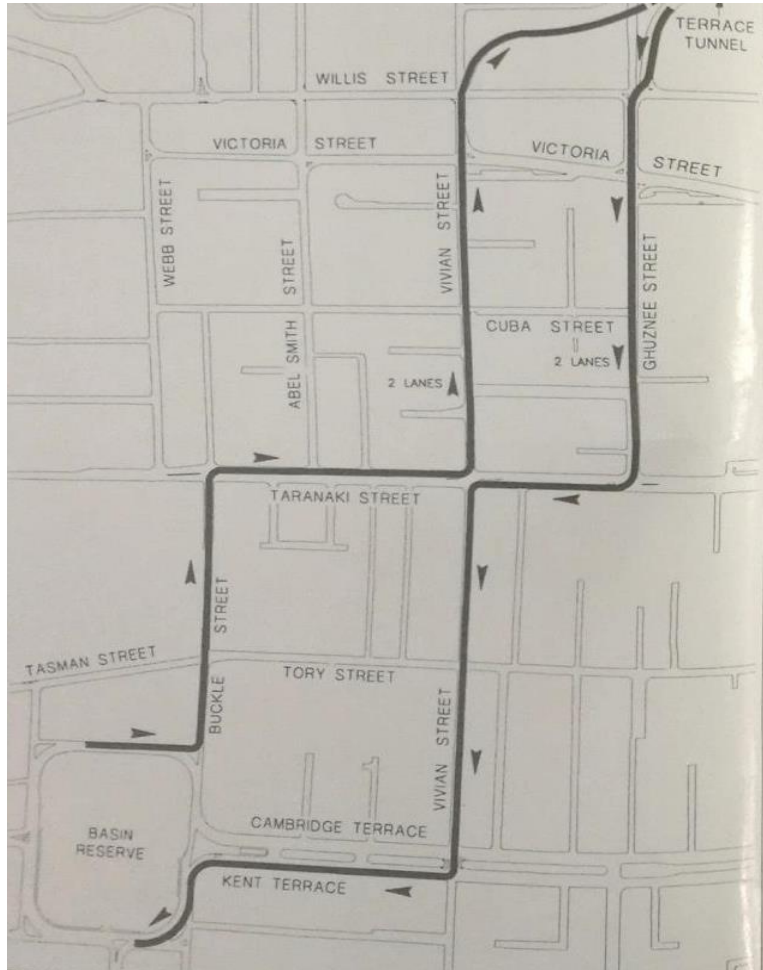 TERRACE
TUNNEL
WILLIS STREET
VICTORIA STREET
VICTORIA STREET
WEBB STREET
ABEL SMITH STREET
VIVIAN STREET
GHUZNEE STREET
CUBA STREET
2 LANES
2 LANES
TARANAKI STREET
TASMAN STREET
BUCKLE STREET
TORY STREET
VIVIAN STREET
BASIN
RESERVE
CAMBRIDGE TERRACE
KENT TERRACE